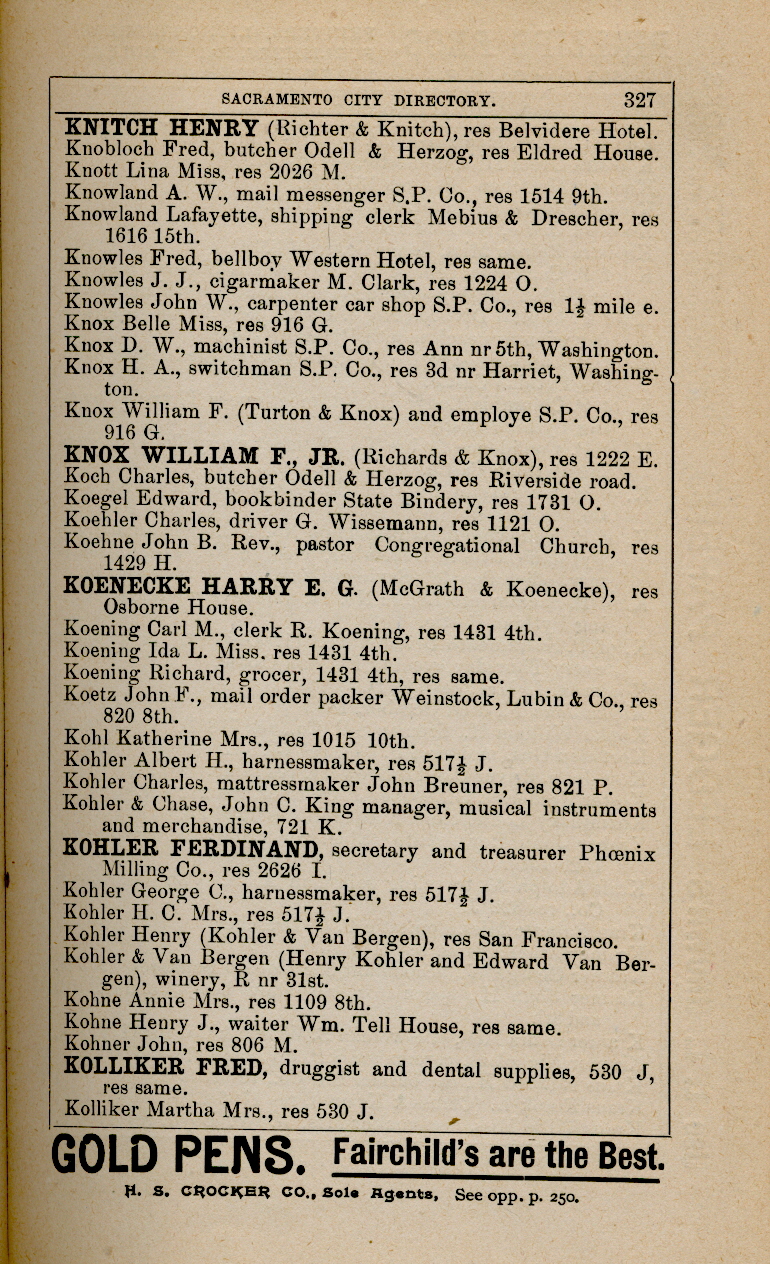 SACRAMENTO CITY DIRECTORY. 327
KNITCH HENRY (Richter & Knitch), res Belvidere Hotel.
Knobloch Fred, butcher Odell & Herzog, res Eldred House.
Knott Lina Miss, res 2026 M.
Knowland A. W., mail messenger S.P. Co., res 1514 9th.
Knowland Lafayette, shipping clerk Mebius & Drescher, res
1616 15th.
Knowles Fred, bellboy Western Hotel, res same.
Knowles J. J., cigarmaker M. Clark, res 1224 O.
Knowles John W., carpenter car shop S.P. Co., res 1½ mile e.
Knox Belle Miss, res 916 G.
Knox D. W., machinist S.P. Co., res Ann nr 5th, Washington.
Knox H. A., switchman S.P. Co., res 3d nr Harriet, Washing-
ton.
Knox William F. (Turton & Knox) and employe S.P. Co., res
916 G.
KNOX WILLIAM F., JR. (Richards & Knox), res 1222 E.
Koch Charles, butcher Odell & Herzog, res Riverside road.
Koegel Edward, bookbinder State Bindery, res 1731 O.
Koehler Charles, driver G. Wissemann, res 1121 O.
Koehne John B. Rev., pastor Congregational Church, res
1429 H.
KOENECKE HARRY E. G. (McGrath & Koenecke), res
Osborne House.
Koening Carl M., clerk R. Koening, res 1431 4th.
Koening Ida L. Miss. res 1431 4th.
Koening Richard, grocer, 1431 4th, res same.
Koetz John F., mail order packer Weinstock, Lubin & Co., res
820 8th.
Kohl Katherine Mrs., res 1015 10th.
Kohler Albert H., harnessmaker, res 517½ J.
Kohler Charles, mattressmaker John Breuner, res 821 P.
Kohler & Chase, John C. King manager, musical instruments
and merchandise, 721 K.
KOHLER FERDINAND, secretary and treasurer Phœnix
Milling Co., res 2626 I.
Kohler George C., harnessmaker, res 517½ J.
Kohler H. C. Mrs., res 517½ J.
Kohler Henry (Kohler & Van Bergen), res San Francisco.
Kohler & Van Bergen (Henry Kohler and Edward Van Ber-
gen), winery, R nr 31st.
Kohne Annie Mrs., res 1109 8th.
Kohne Henry J., waiter Wm. Tell House, res same.
Kohner John, res 806 M.
KOLLIKER FRED, druggist and dental supplies, 530 J,
res same.
Kolliker Martha Mrs., res 530 J.
GOLD PENS. Fairchild's are the Best.
H. S. CROCKER CO., Sole Agents, See opp. p. 250.